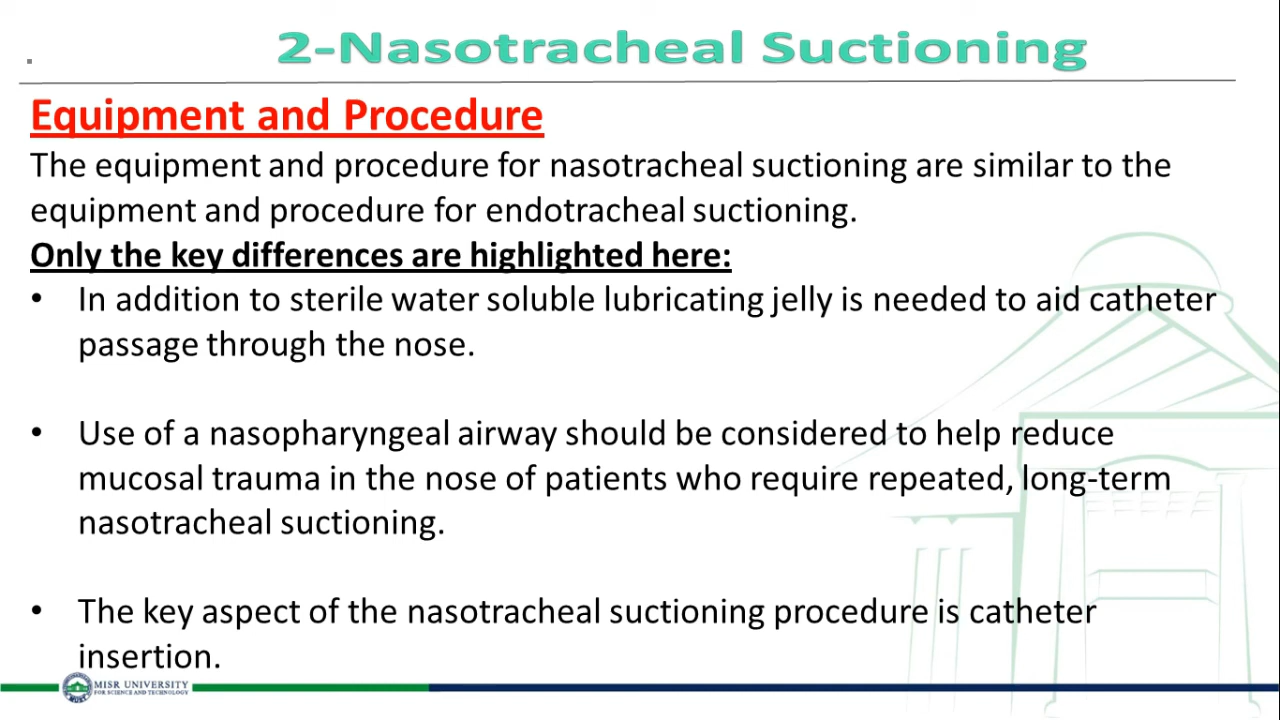 2-Nasotracheal Suctioning
Equipment and Procedure
The equipment and procedure for nasotracheal suctioning are similar to the
equipment and procedure for endotracheal suctioning.
Only the key differences are highlighted here:
• In addition to sterile water soluble lubricating jelly is needed to aid catheter
passage through the nose.
• Use of a nasopharyngeal airway should be considered to help reduce
mucosal trauma in the nose of patients who require repeated, long-term
nasotracheal suctioning.
• The key aspect of the nasotracheal suctioning procedure is catheter
insertion.
MISR UNIVERSITY
FOR SCIENCE AND TECHNOLOGY